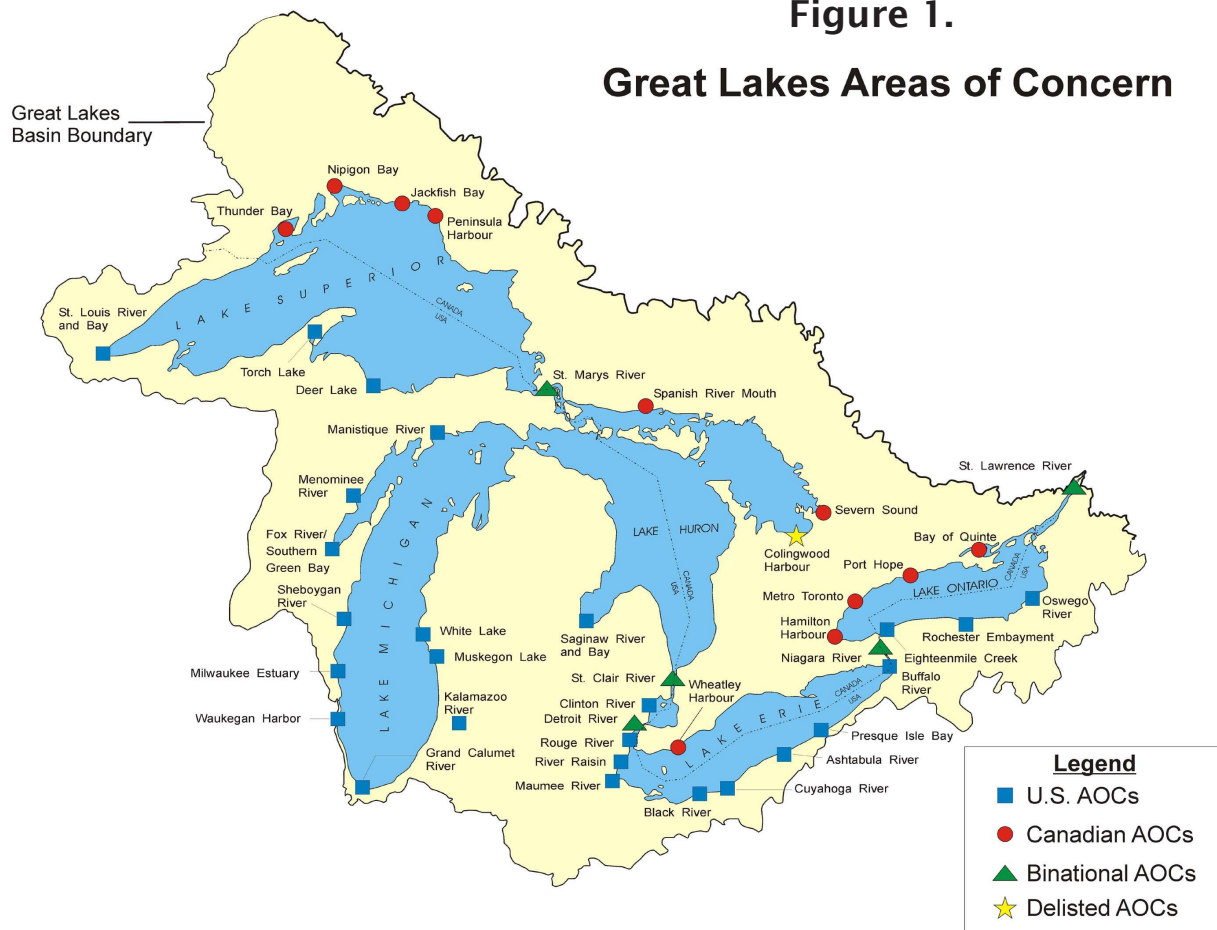 Figure 1.
Great Lakes Areas of Concern
Great Lakes
Basin Boundary
Nipigon Bay
Jackfish Bay
Thunder Bay
Peninsula
Harbour
LAKE SUPERIOR
CANADA
USA
St. Louis River
and Bay
Torch Lake
Deer Lake
St. Marys River
Spanish River Mouth
Manistique River
Menominee
River
Fox River/
Southern
Green Bay
Sheboygan
River
LAKE MICHIGAN
White Lake
Muskegon Lake
Milwaukee Estuary
Waukegan Harbor
Kalamazoo
River
Grand Calumet
River
LAKE HURON
CANADA
USA
Saginaw River
and Bay
Severn Sound
Colingwood
Harbour
St. Lawrence River
Bay of Quinte
Port Hope
CANADA
USA
LAKE ONTARIO
Metro Toronto
Hamilton
Harbour
Oswego
River
Rochester Embayment
Niagara River
Eighteenmile Creek
Buffalo
River
St. Clair River
Wheatley
Harbour
Clinton River
Detroit River
Rouge River
River Raisin
Maumee River
LAKE ERIE
CANADA
USA
Presque Isle Bay
Ashtabula River
Cuyahoga River
Black River
Legend
U.S. AOCs
Canadian AOCs
Binational AOCs
Delisted AOCs